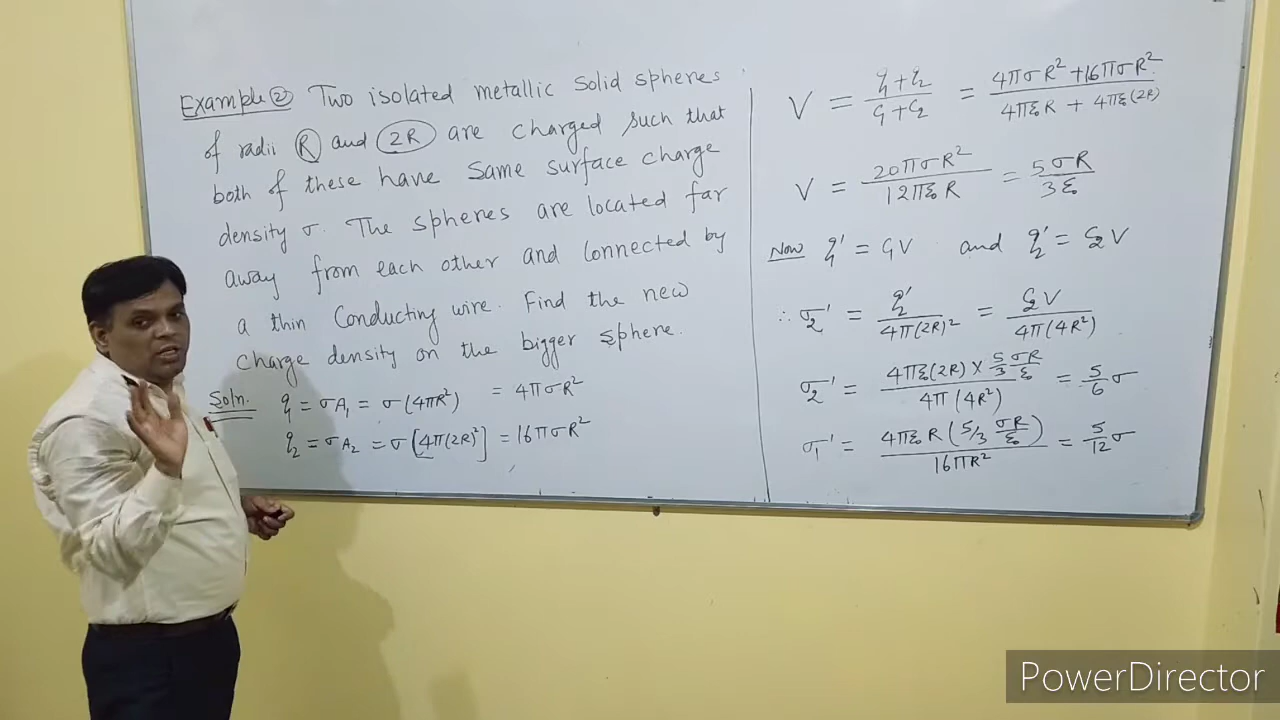 Example ② Two isolated metallic solid spheres
of radii R and 2R are charged such that
both of these have same surface charge
density σ. The spheres are located far
away from each other and connected by
a thin conducting wire. Find the new
charge density on the bigger sphere.
Soln. q₁ = σA₁ = σ(4πR²) = 4πσR²
q₂ = σA₂ = σ[4π(2R)²] = 16πσR²
V = (q₁+q₂)/(C₁+C₂) = (4πσR² + 16πσR²)/(4πε₀R + 4πε₀(2R))
V = 20πσR²/12πε₀R = 5σR/3ε₀
Now q₁' = C₁V and q₂' = C₂V
∴ σ₂' = q₂'/4π(2R)² = C₂V/4π(4R²)
σ₂' = (4πε₀(2R) × 5/3 σR/ε₀)/4π(4R²) = 5/6 σ
σ₁' = 4πε₀R (5/3 σR/ε₀)/16πR² = 5/12 σ
PowerDirector